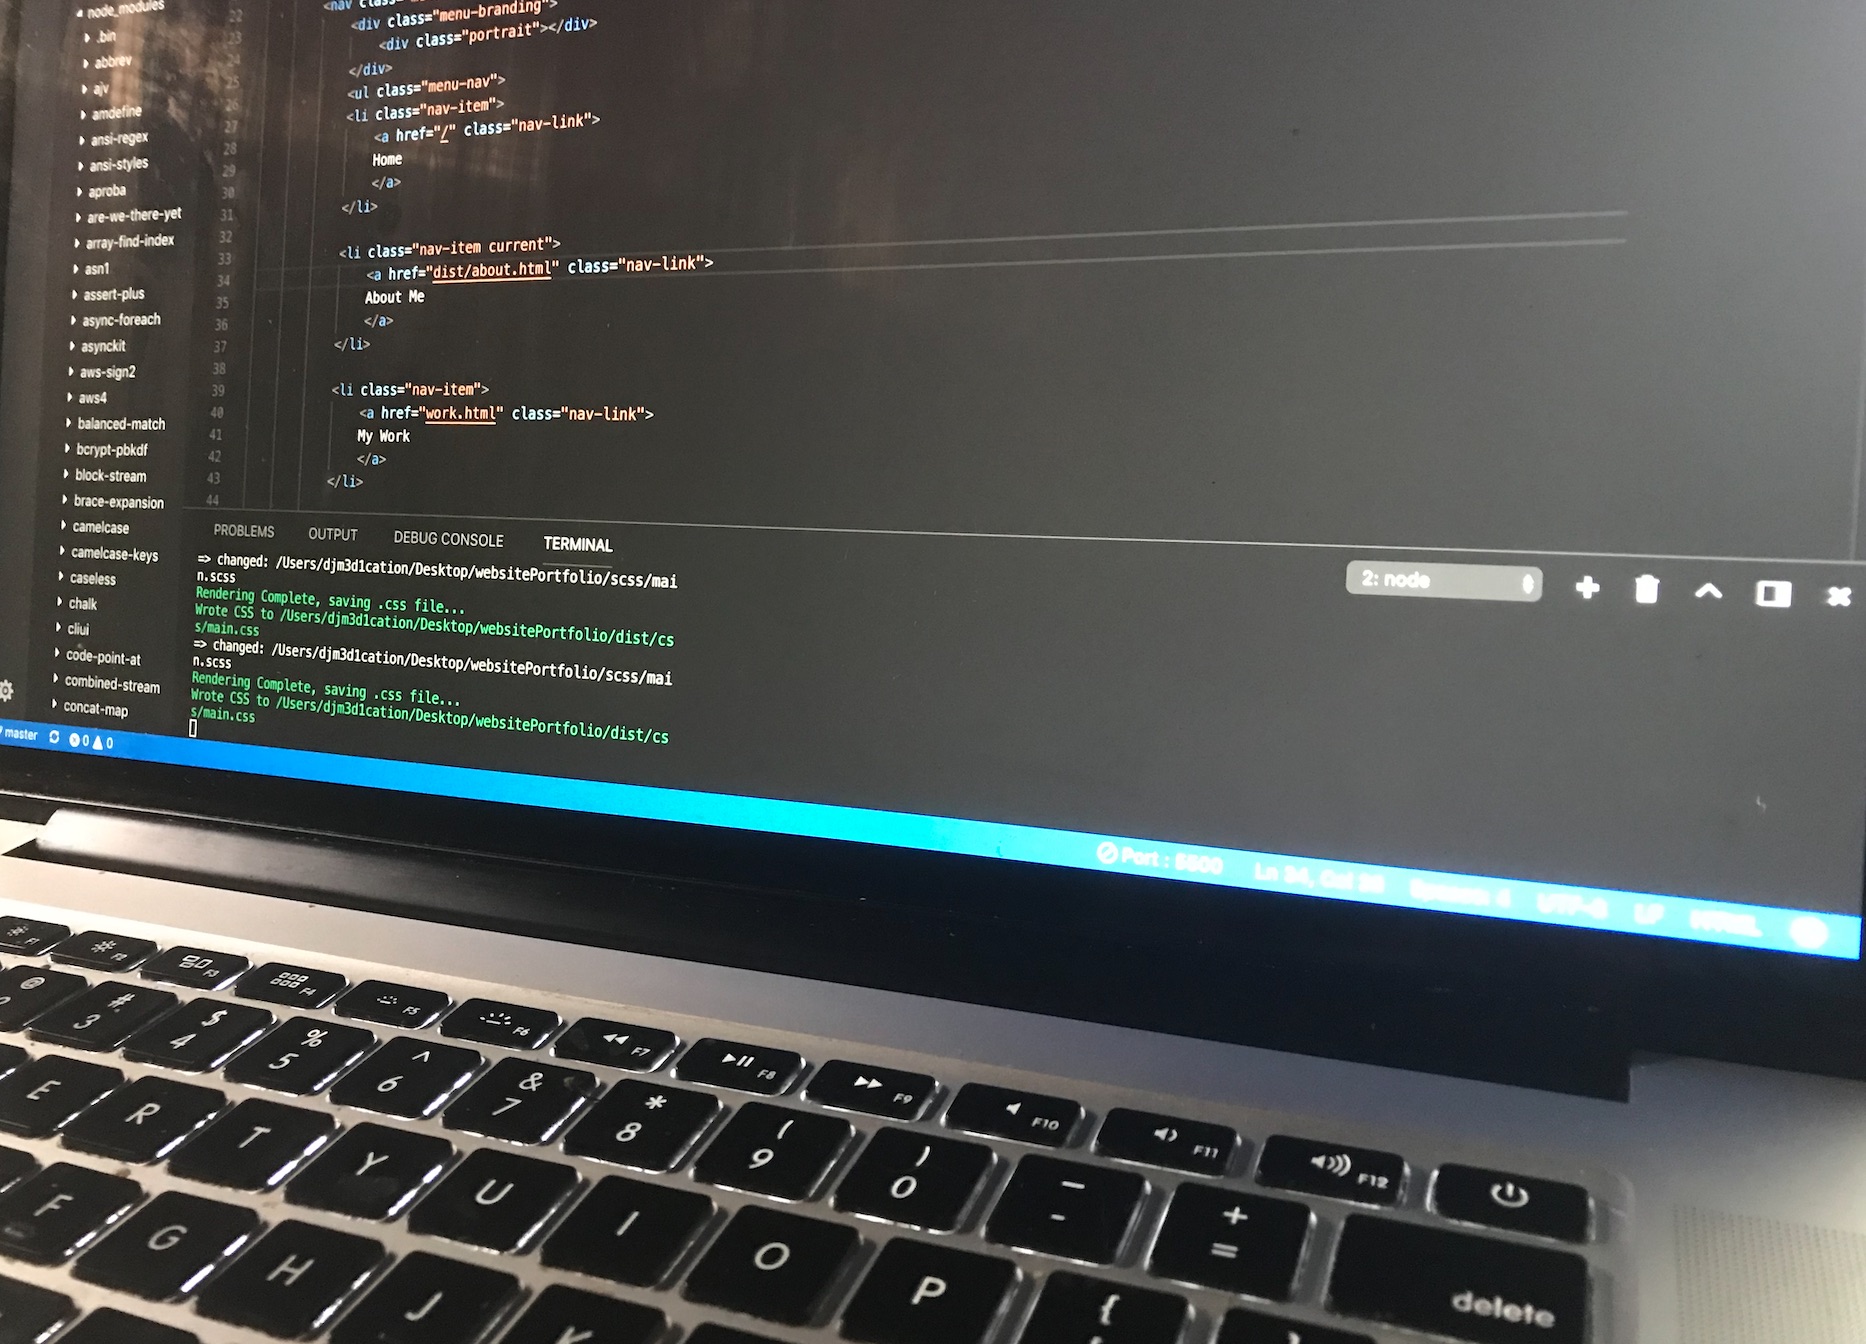 node_modules
.bin
abbrev
ajv
amdefine
ansi-regex
ansi-styles
aproba
are-we-there-yet
array-find-index
asn1
assert-plus
async-foreach
asynckit
aws-sign2
aws4
balanced-match
bcrypt-pbkdf
block-stream
brace-expansion
camelcase
camelcase-keys
caseless
chalk
cliui
code-point-at
combined-stream
concat-map
22
23
24
25
26
27
28
29
30
31
32
33
34
35
36
37
38
39
40
41
42
43
44
<nav
<div class="menu-branding">
<div class="portrait"></div>
</div>
<ul class="menu-nav">
<li class="nav-item">
<a href="/" class="nav-link">
Home
</a>
</li>
<li class="nav-item current">
<a href="dist/about.html" class="nav-link">
About Me
</a>
</li>
<li class="nav-item">
<a href="work.html" class="nav-link">
My Work
</a>
</li>
PROBLEMS OUTPUT DEBUG CONSOLE TERMINAL
2: node
=> changed: /Users/djm3d1cation/Desktop/websitePortfolio/scss/mai
n.scss
Rendering Complete, saving .css file...
Wrote CSS to /Users/djm3d1cation/Desktop/websitePortfolio/dist/cs
s/main.css
=> changed: /Users/djm3d1cation/Desktop/websitePortfolio/scss/mai
n.scss
Rendering Complete, saving .css file...
Wrote CSS to /Users/djm3d1cation/Desktop/websitePortfolio/dist/cs
s/main.css
master 0 0 Port : 5500 UTF-8 LF HTML
F1 F2 F3 F4 F5 F6 F7 F8 F9 F10 F11 F12
@ # $ % ^ & * ( ) _ +
3 4 5 6 7 8 9 0 - = delete
E R T Y U I O P {
F G H J K